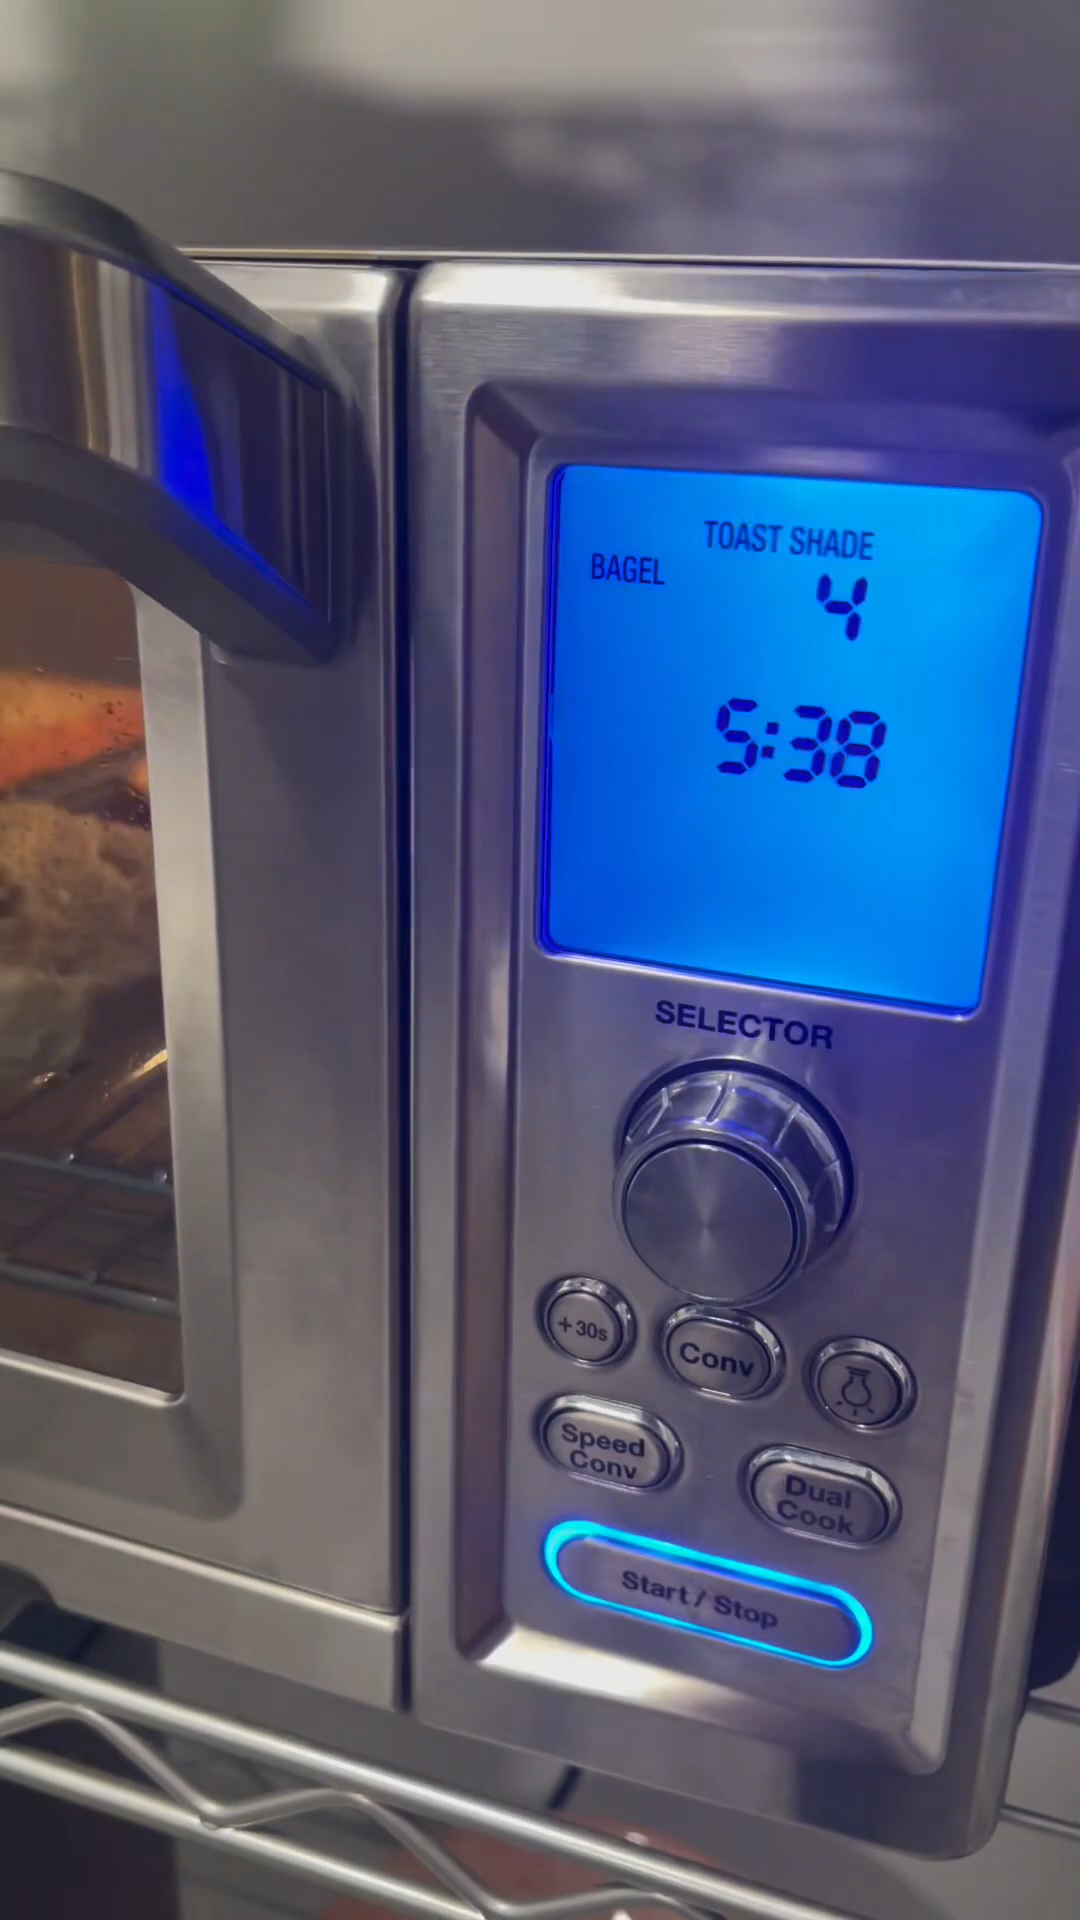 TOAST SHADE
BAGEL
4
5:38
SELECTOR
+30s
Conv
Speed
Conv
Dual
Cook
Start / Stop